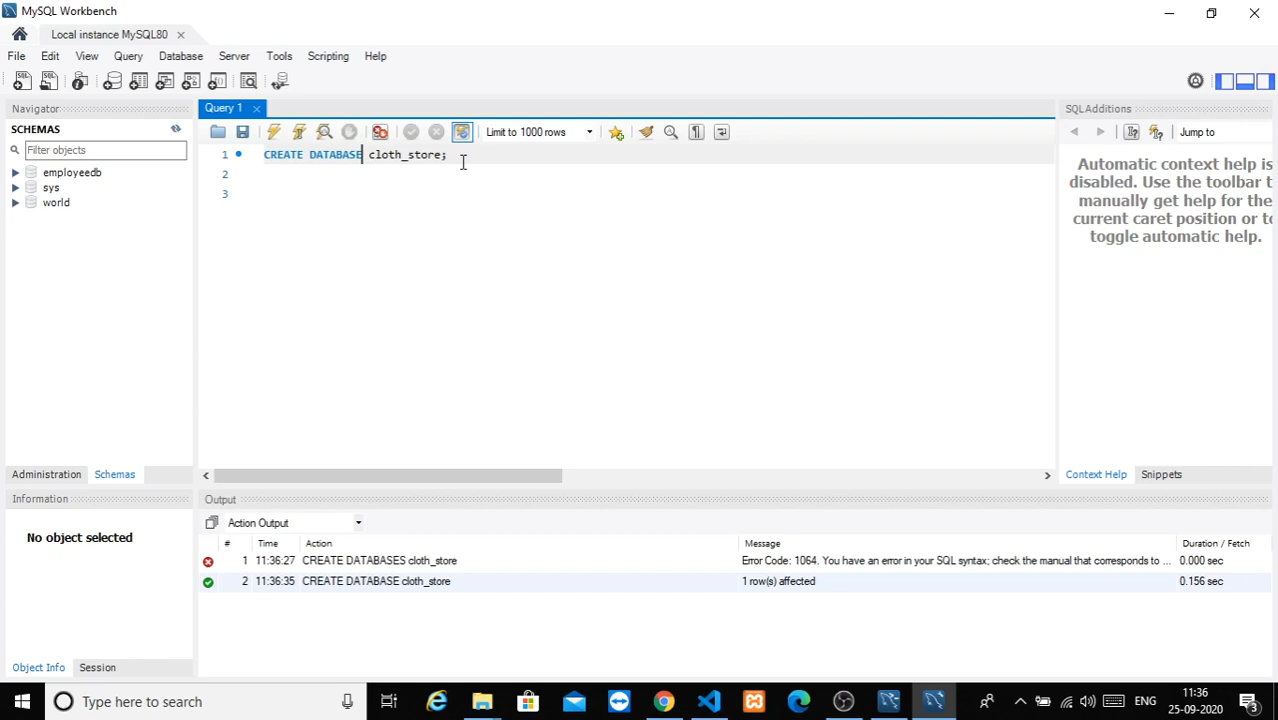 MySQL Workbench
Local instance MySQL80
File Edit View Query Database Server Tools Scripting Help
Navigator
SCHEMAS
Filter objects
employeedb
sys
world
Administration Schemas
Information
No object selected
Object Info Session
Query 1
Limit to 1000 rows
1 CREATE DATABASE cloth_store;
2
3
SQLAdditions
Jump to
Automatic context help is
disabled. Use the toolbar t
manually get help for the
current caret position or to
toggle automatic help.
Context Help Snippets
Output
Action Output
# Time Action Message Duration / Fetch
1 11:36:27 CREATE DATABASES cloth_store Error Code: 1064. You have an error in your SQL syntax; check the manual that corresponds to ... 0.000 sec
2 11:36:35 CREATE DATABASE cloth_store 1 row(s) affected 0.156 sec
Type here to search
ENG
11:36
25-09-2020
3